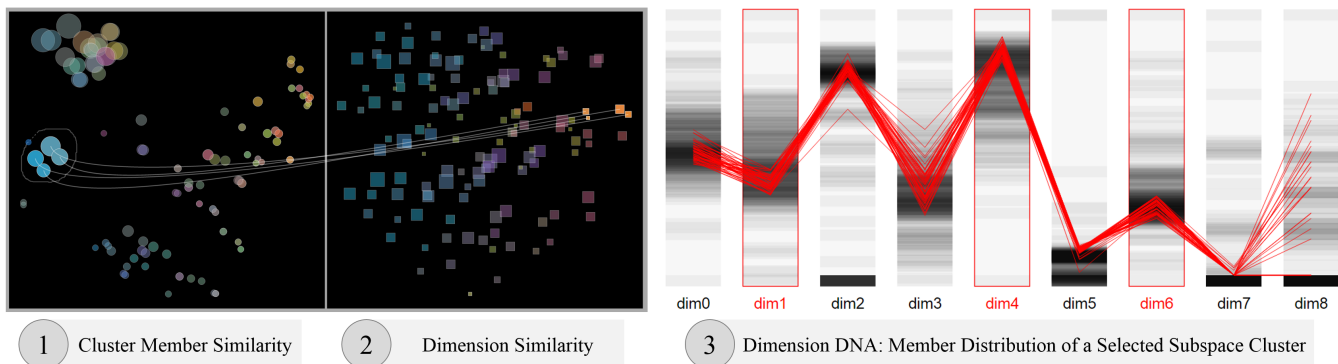 dim0 dim1 dim2 dim3 dim4 dim5 dim6 dim7 dim8
1 Cluster Member Similarity 2 Dimension Similarity 3 Dimension DNA: Member Distribution of a Selected Subspace Cluster